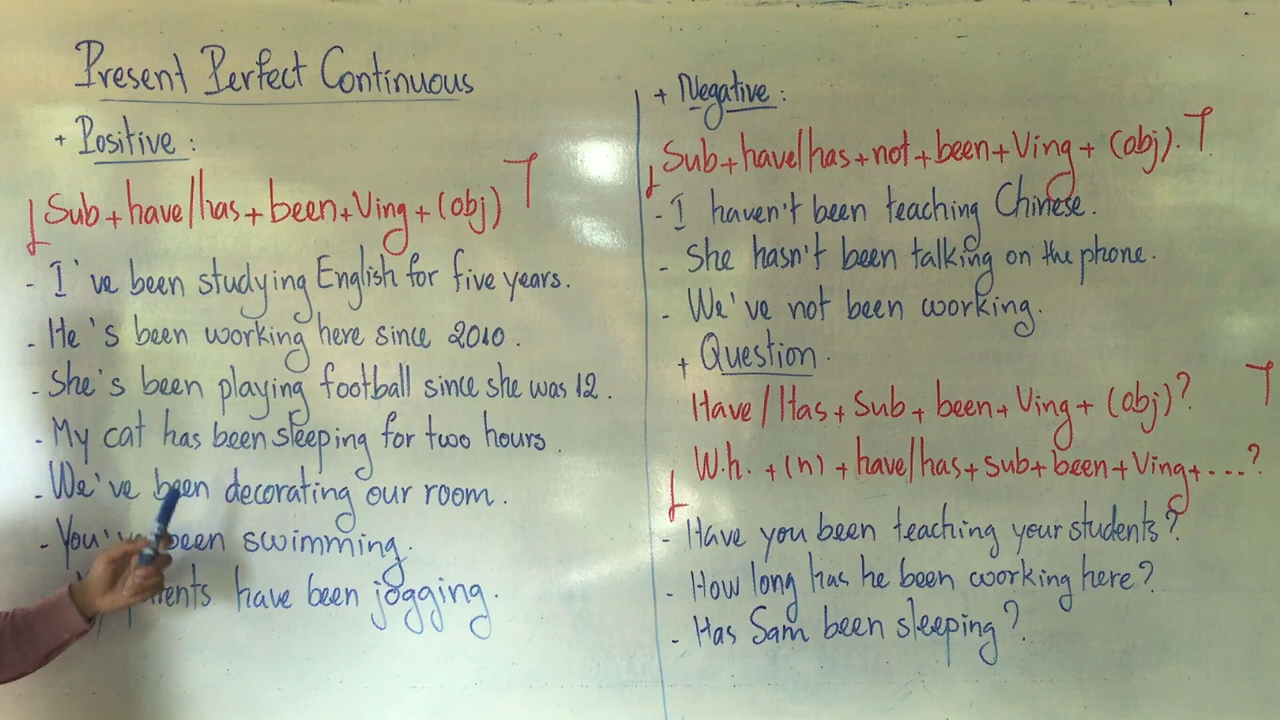 Present Perfect Continuous
+ Positive :
Sub + have/has + been + Ving + (obj)
- I've been studying English for five years.
- He's been working here since 2010.
- She's been playing football since she was 12.
- My cat has been sleeping for two hours.
- We've been decorating our room.
- You've been swimming.
have been jogging.
+ Negative :
Sub + have/has + not + been + Ving + (obj).
- I haven't been teaching Chinese.
- She hasn't been talking on the phone.
- We've not been working.
+ Question.
Have / Has + Sub + been + Ving + (obj)?
W.h. + (n) + have/has + sub + been + Ving + ....?
- Have you been teaching your students?
- How long has he been working here?
- Has Sam been sleeping?